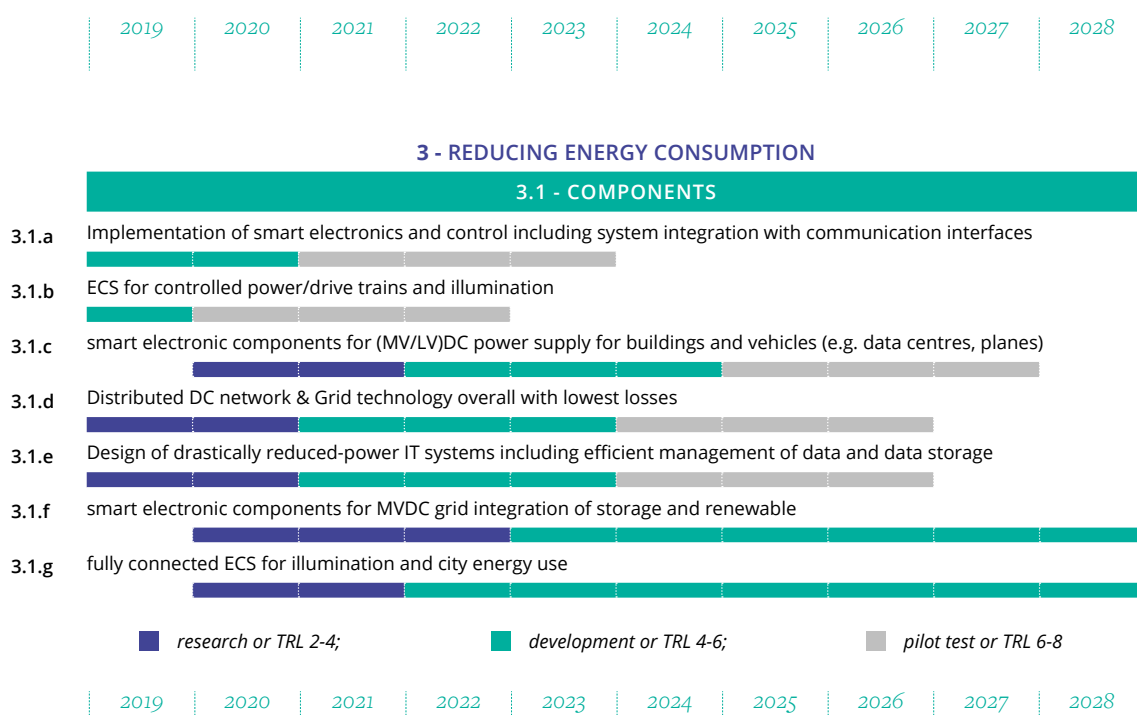 2019 2020 2021 2022 2023 2024 2025 2026 2027 2028
3 - REDUCING ENERGY CONSUMPTION
3.1 - COMPONENTS
3.1.a Implementation of smart electronics and control including system integration with communication interfaces
3.1.b ECS for controlled power/drive trains and illumination
3.1.c smart electronic components for (MV/LV)DC power supply for buildings and vehicles (e.g. data centres, planes)
3.1.d Distributed DC network & Grid technology overall with lowest losses
3.1.e Design of drastically reduced-power IT systems including efficient management of data and data storage
3.1.f smart electronic components for MVDC grid integration of storage and renewable
3.1.g fully connected ECS for illumination and city energy use
research or TRL 2-4; development or TRL 4-6; pilot test or TRL 6-8
2019 2020 2021 2022 2023 2024 2025 2026 2027 2028